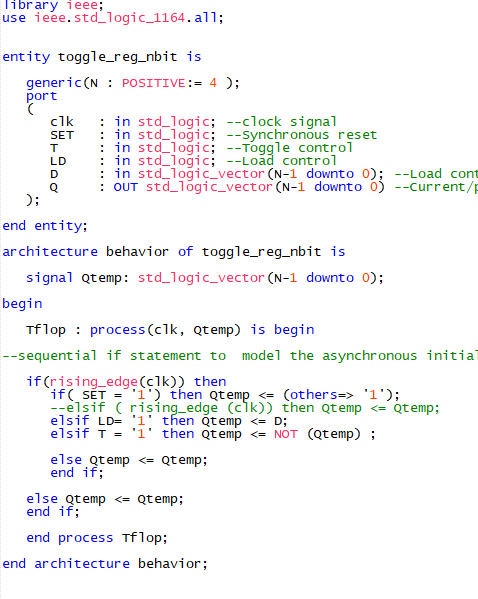 library ieee;
use ieee.std_logic_1164.all;
entity toggle_reg_nbit is
generic(N : POSITIVE:= 4 );
port
(
clk : in std_logic; --clock signal
SET : in std_logic; --Synchronous reset
T : in std_logic; --Toggle control
LD : in std_logic; --Load control
D : in std_logic_vector(N-1 downto 0); --Load
Q : OUT std_logic_vector(N-1 downto 0) --Current/
);
end entity;
architecture behavior of toggle_reg_nbit is
signal Qtemp: std_logic_vector(N-1 downto 0);
begin
Tflop : process(clk, Qtemp) is begin
--sequential if statement to model the asynchronous
if(rising_edge(clk)) then
if( SET = '1') then Qtemp <= (others=> '1');
--elsif ( rising_edge (clk)) then Qtemp <= Qtemp;
elsif LD= '1' then Qtemp <= D;
elsif T = '1' then Qtemp <= NOT (Qtemp) ;
else Qtemp <= Qtemp;
end if;
else Qtemp <= Qtemp;
end if;
end process Tflop;
end architecture behavior;